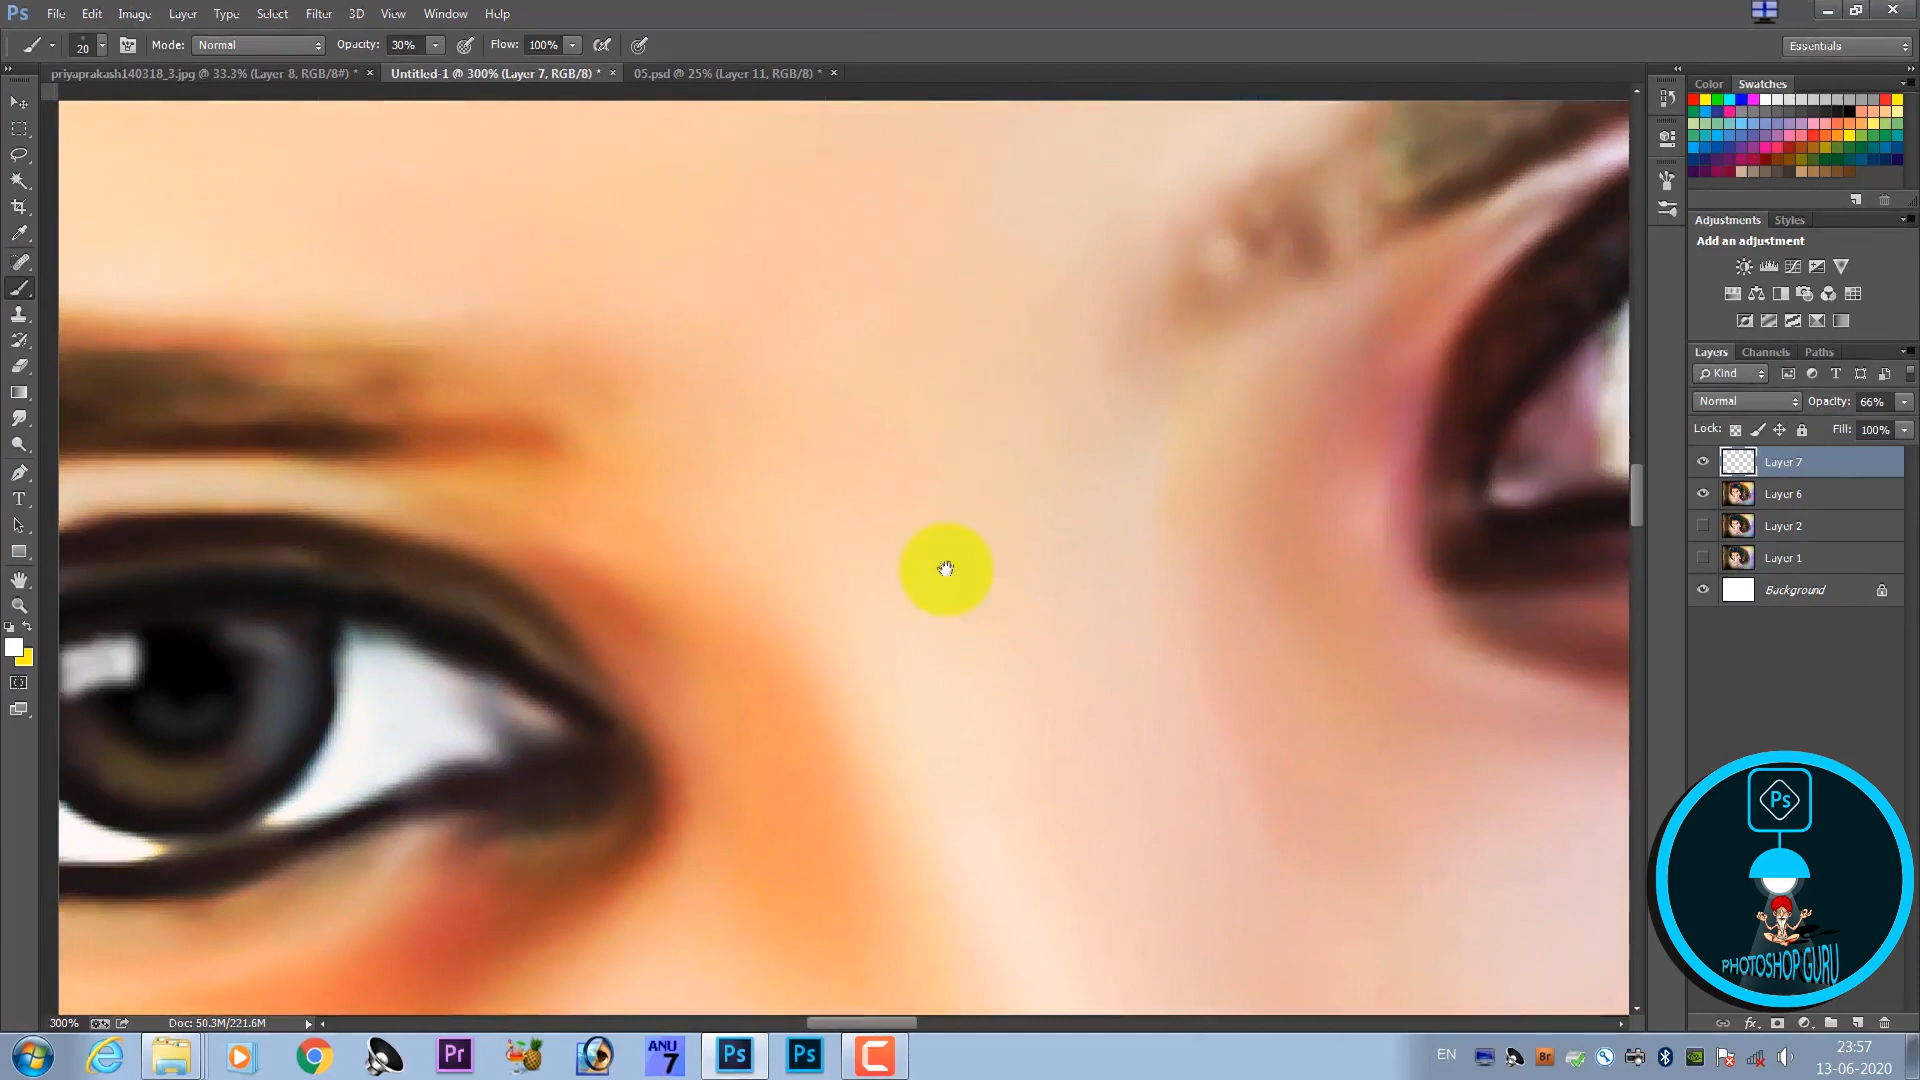 Ps File Edit Image Layer Type Select Filter 3D View Window Help
20 Mode: Normal Opacity: 30% Flow: 100% Essentials
priyaprakash140318_3.jpg @ 33.3% (Layer 8, RGB/8#) * × Untitled-1 @ 300% (Layer 7, RGB/8) * × 05.psd @ 25% (Layer 11, RGB/8) * ×
Color Swatches
Adjustments Styles
Add an adjustment
Layers Channels Paths
Kind
Normal Opacity: 66%
Lock: Fill: 100%
Layer 7
Layer 6
Layer 2
Layer 1
Background
Ps
PHOTOSHOP GURU
300% Doc: 50.3M/221.6M
Pr ANU 7 Ps Ps C EN Br 23:57
13-06-2020